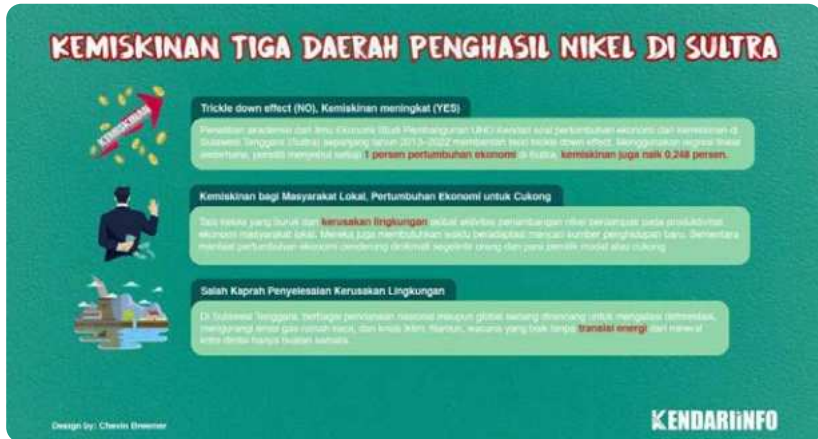 KEMISKINAN TIGA DAERAH PENGHASIL NIKEL DI SULTRA
KEMISKINAN
Trickle down effect (NO), Kemiskinan meningkat (YES)
Penelitian akademisi dari Ilmu Ekonomi Studi Pembangunan UHO Kendari soal pertumbuhan ekonomi dan kemiskinan di
Sulawesi Tenggara (Sultra) sepanjang tahun 2013-2022 membantah teori trickle down effect. Menggunakan regresi linear
sederhana, peneliti menyebut setiap 1 persen pertumbuhan ekonomi di Sultra, kemiskinan juga naik 0,248 persen.
Kemiskinan bagi Masyarakat Lokal, Pertumbuhan Ekonomi untuk Cukong
Tata kelola yang buruk dan kerusakan lingkungan akibat aktivitas pertambangan nikel berdampak pada produktivitas
ekonomi masyarakat lokal. Mereka juga membutuhkan waktu beradaptasi mencari sumber penghidupan baru. Sementara
manfaat pertumbuhan ekonomi cenderung dinikmati segelintir orang dan para pemilik modal atau cukong
Salah Kaprah Penyelesaian Kerusakan Lingkungan
Di Sulawesi Tenggara, berbagai pendanaan nasional maupun global sedang dirancang untuk mengatasi deforestasi,
mengurangi emisi gas rumah kaca, dan krisis iklim. Namun, wacana yang baik tanpa transisi energi dari mineral
kritis dinilai hanya buatan semata.
Design by: Chevin Breemer
KENDARIINFO